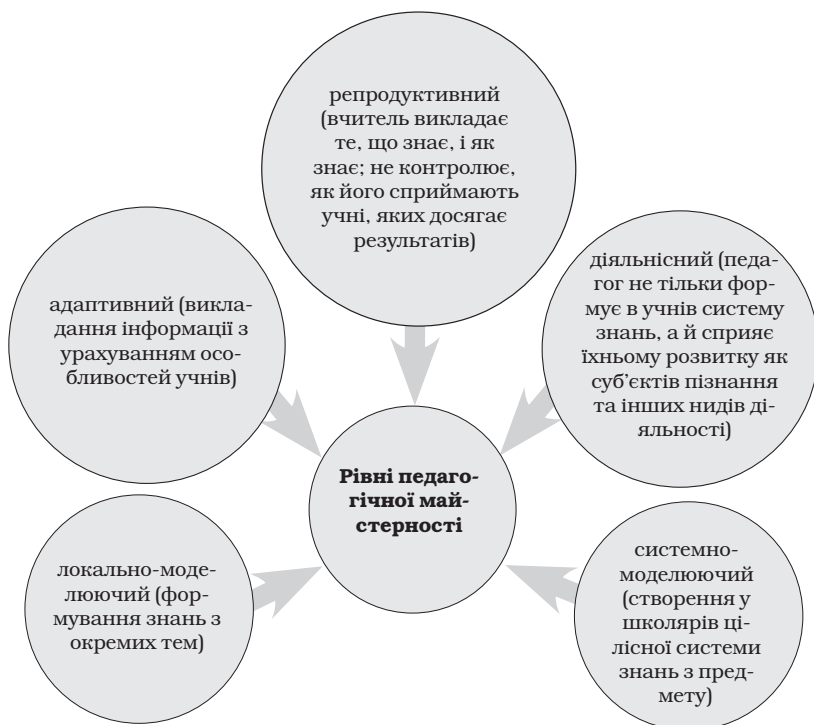 репродуктивний
(вчитель викладає
те, що знає, і як
знає; не контролює,
як його сприймають
учні, яких досягає
результатів)
адаптивний (викла-
дання інформації з
урахуванням осо-
бливостей учнів)
діяльнісний (педа-
гог не тільки фор-
мує в учнів систему
знань, а й сприяє
їхньому розвитку як
суб’єктів пізнання
та інших нидів ді-
яльності)
Рівні педаго-
гічної май-
стерності
локально-моде-
люючий (фор-
мування знань з
окремих тем)
системно-
моделюючий
(створення у
школярів ці-
лісної системи
знань з пред-
мету)